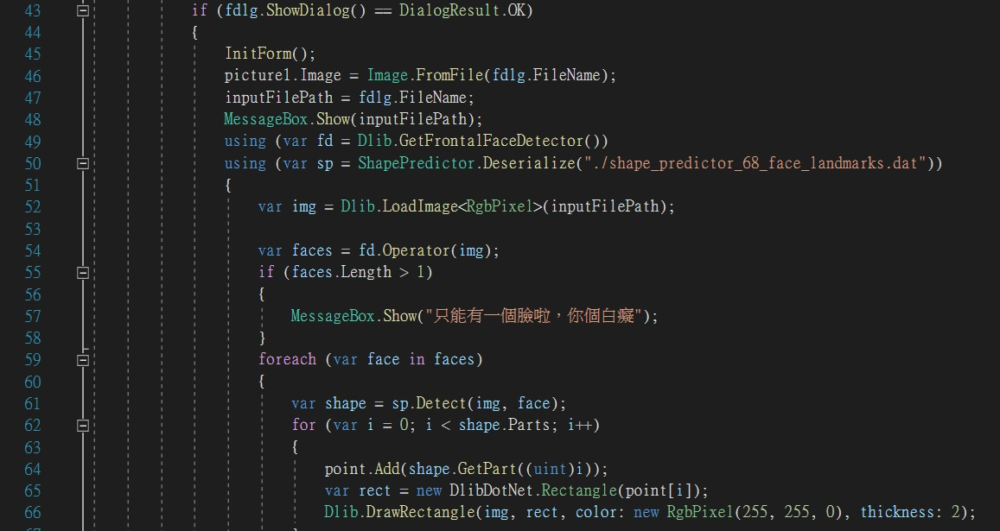 43 if (fdlg.ShowDialog() == DialogResult.OK)
44 {
45 InitForm();
46 picture1.Image = Image.FromFile(fdlg.FileName);
47 inputFilePath = fdlg.FileName;
48 MessageBox.Show(inputFilePath);
49 using (var fd = Dlib.GetFrontalFaceDetector())
50 using (var sp = ShapePredictor.Deserialize("./shape_predictor_68_face_landmarks.dat"))
51 {
52 var img = Dlib.LoadImage<RgbPixel>(inputFilePath);
53
54 var faces = fd.Operator(img);
55 if (faces.Length > 1)
56 {
57 MessageBox.Show("只能有一個臉啦，你個白癡");
58 }
59 foreach (var face in faces)
60 {
61 var shape = sp.Detect(img, face);
62 for (var i = 0; i < shape.Parts; i++)
63 {
64 point.Add(shape.GetPart((uint)i));
65 var rect = new DlibDotNet.Rectangle(point[i]);
66 Dlib.DrawRectangle(img, rect, color: new RgbPixel(255, 255, 0), thickness: 2);